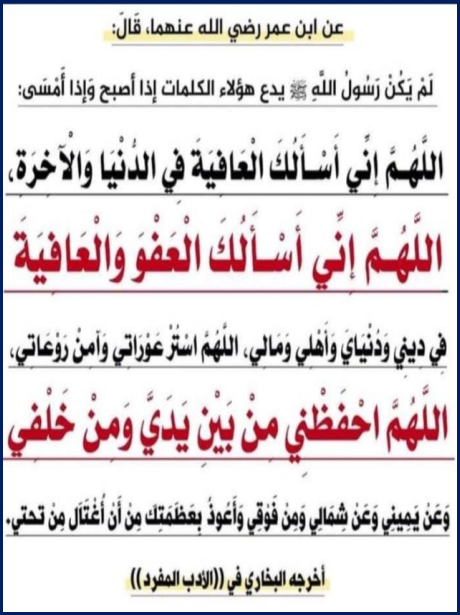 عن ابن عمر رضي الله عنهما، قَالَ:
لَمْ يَكُنْ رَسُولُ اللَّهِ ﷺ يدع هؤلاء الكلمات إذا أصبح وَإِذا أَمْسَى:
اللَّهُمَّ إِنِّي أَسْأَلُكَ الْعَافِيَةَ فِي الدُّنْيَا وَالْآخِرَةِ،
اللَّهُمَّ إِنِّي أَسْأَلُكَ الْعَفْوَ وَالْعَافِيَةَ
فِي دِينِي وَدُنْيَايَ وَأَهْلِي وَمَالِي، اللَّهُمَّ اسْتُرْ عَوْرَاتِي وَآمِنْ رَوْعَاتِي،
اللَّهُمَّ احْفَظْنِي مِنْ بَيْنِ يَدَيَّ وَمِنْ خَلْفِي
وَعَنْ يَمِينِي وَعَنْ شِمَالِي وَمِنْ فَوْقِي وَأَعُوذُ بِعَظَمَتِكَ مِنْ أَنْ أُغْتَالَ مِنْ تَحتِي.
أخرجه البخاري في ((الأدب المفرد))